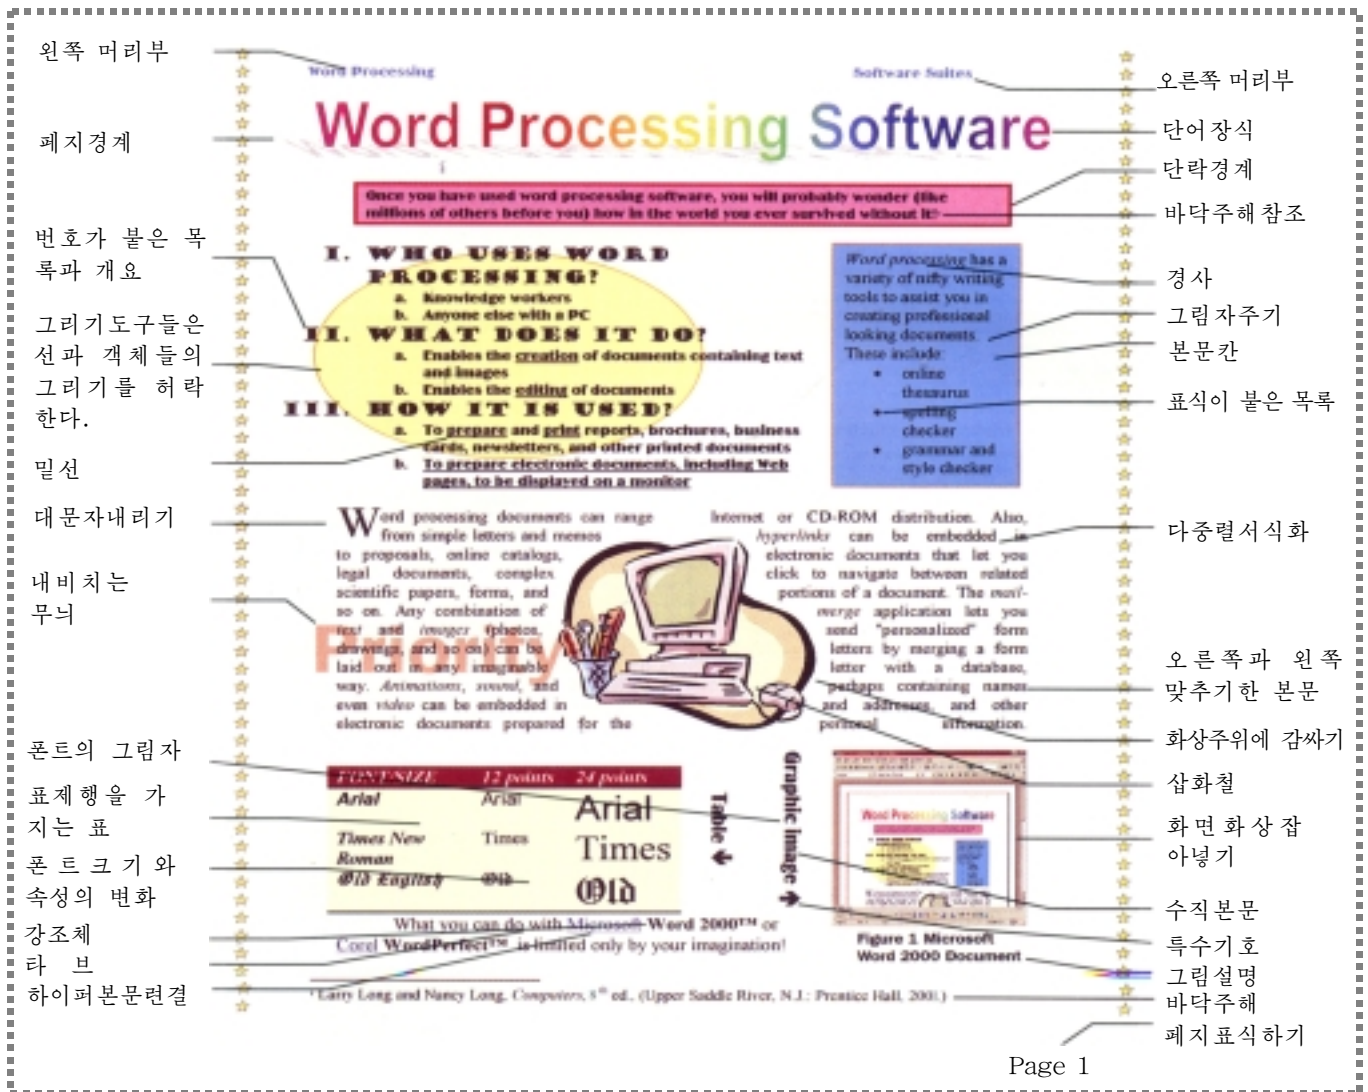 왼쪽 머리부
페지경계
번호가 붙은 목
록과 개요
그리기도구들은
선과 객체들의
그리기를 허락
한다.
밑선
대문자내리기
내비치는
무늬
폰트의 그림자
표제행을 가
지는 표
폰트크기와
속성의 변화
강조체
타 브
하이퍼본문련결
Word Processing
Software Suites
Word Processing Software
Once you have used word processing software, you will probably wonder (like
millions of others before you) how in the world you ever survived without it?
I. WHO USES WORD
PROCESSING?
a. Knowledge workers
b. Anyone else with a PC
II. WHAT DOES IT DO?
a. Enables the creation of documents containing text
and images
b. Enables the editing of documents
III. HOW IT IS USED?
a. To prepare and print reports, brochures, business
cards, newsletters, and other printed documents
b. To prepare electronic documents, including Web
pages, to be displayed on a monitor
Word processing has a
variety of nifty writing
tools to assist you in
creating professional
looking documents.
These include:
• online
thesaurus
• spelling
checker
• grammar and
style checker
Word processing documents can range
from simple letters and memos
to proposals, online catalogs,
legal documents, complex
scientific papers, forms, and
so on. Any combination of
text and images (photos,
drawings, and so on) can be
laid out in any imaginable
way. Animations, sound, and
even video can be embedded in
electronic documents prepared for the
Priority
Internet or CD-ROM distribution. Also,
hyperlinks can be embedded in
electronic documents that let you
click to navigate between related
portions of a document. The mail-
merge application lets you
send "personalized" form
letters by merging a form
letter with a database,
perhaps containing names
and addresses, and other
personal information.
FONT SIZE 12 points 24 points
Arial Arial Arial
Times New Times Times
Roman
Old English Old Old
Table
Graphic Image
Word Processing Software
Figure 1 Microsoft
Word 2000 Document
What you can do with Microsoft Word 2000™ or
Corel WordPerfect™ is limited only by your imagination!
Larry Long and Nancy Long, Computers, 8th ed., (Upper Saddle River, N.J.: Prentice Hall, 2001.)
오른쪽 머리부
단어장식
단락경계
바닥주해참조
경사
그림자주기
본문칸
표식이 붙은 목록
다중렬서식화
오른쪽과 왼쪽
맞추기한 본문
화상주위에 감싸기
삽화철
화면화상잡
아넣기
수직본문
특수기호
그림설명
바닥주해
페지표식하기
Page 1